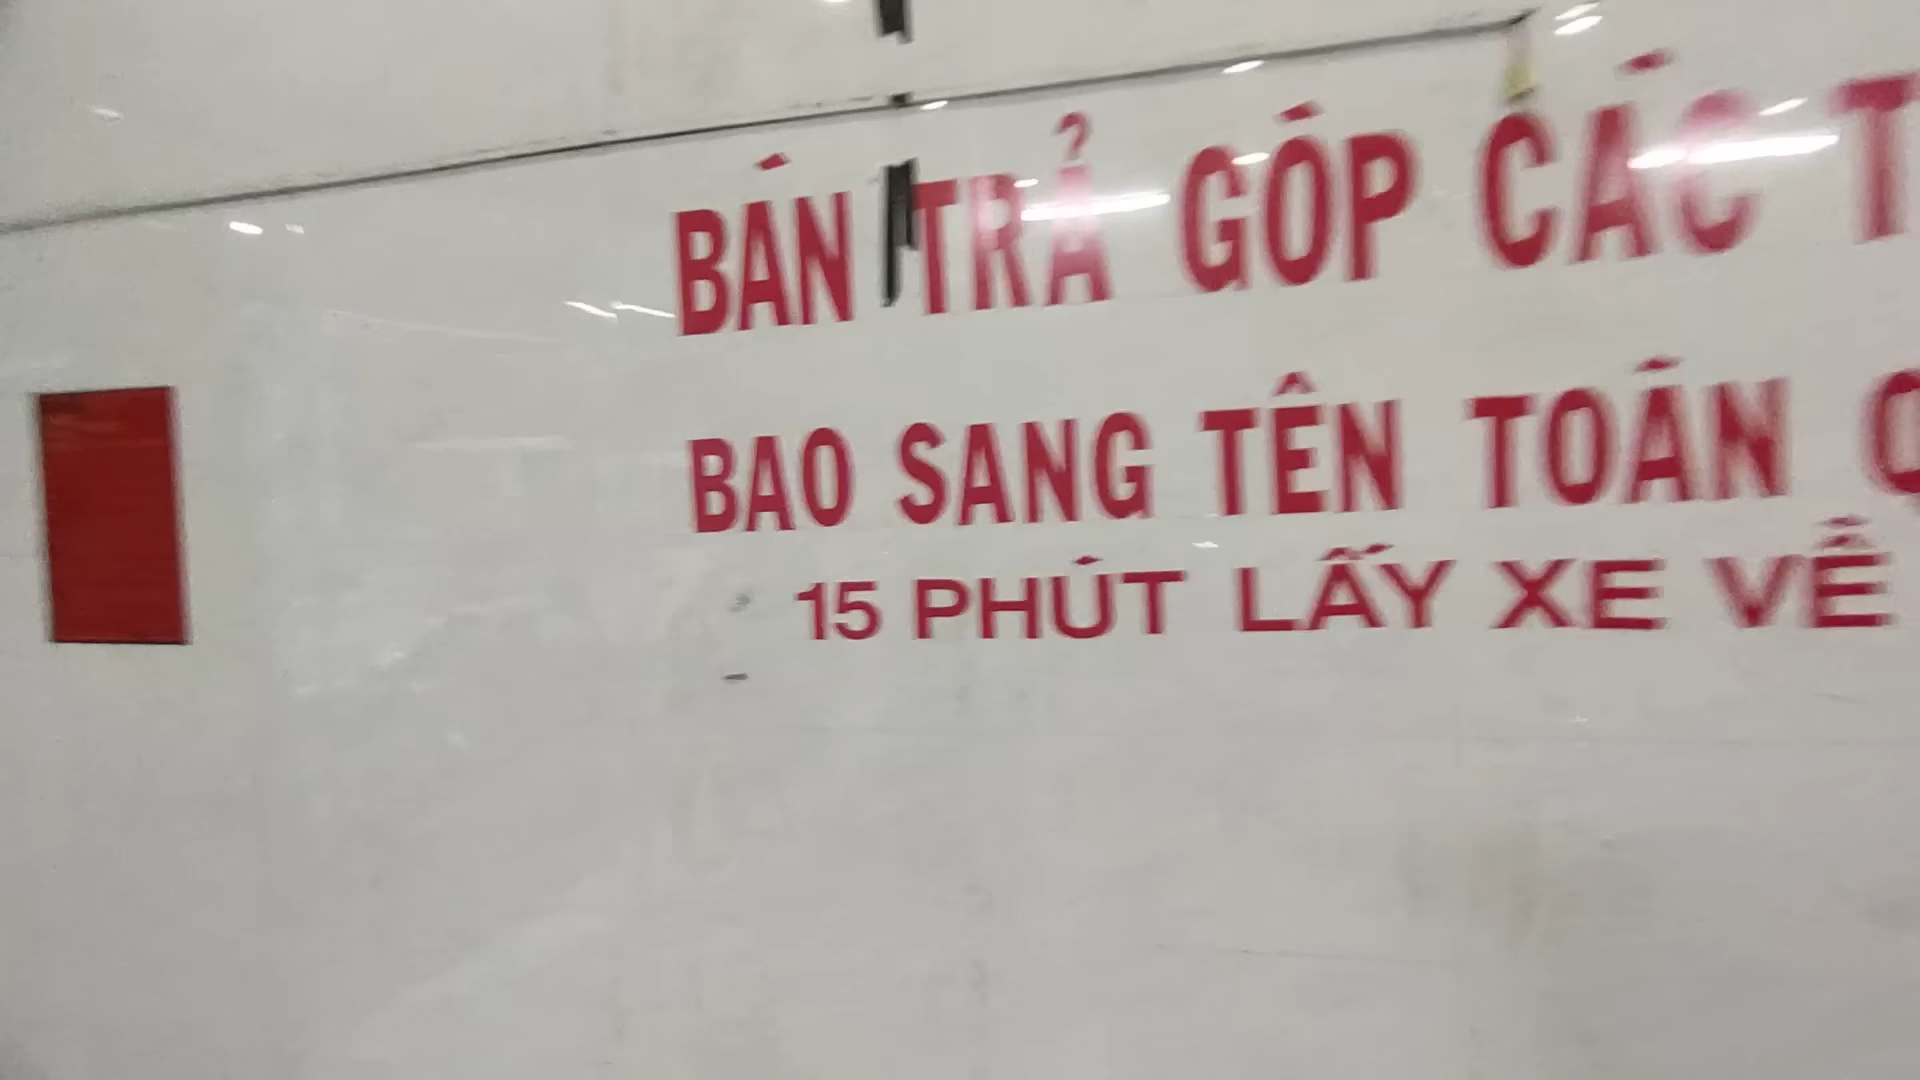 BÁN TRẢ GÓP CÁC
BAO SANG TÊN TOÀN
15 PHÚT LẤY XE VỀ